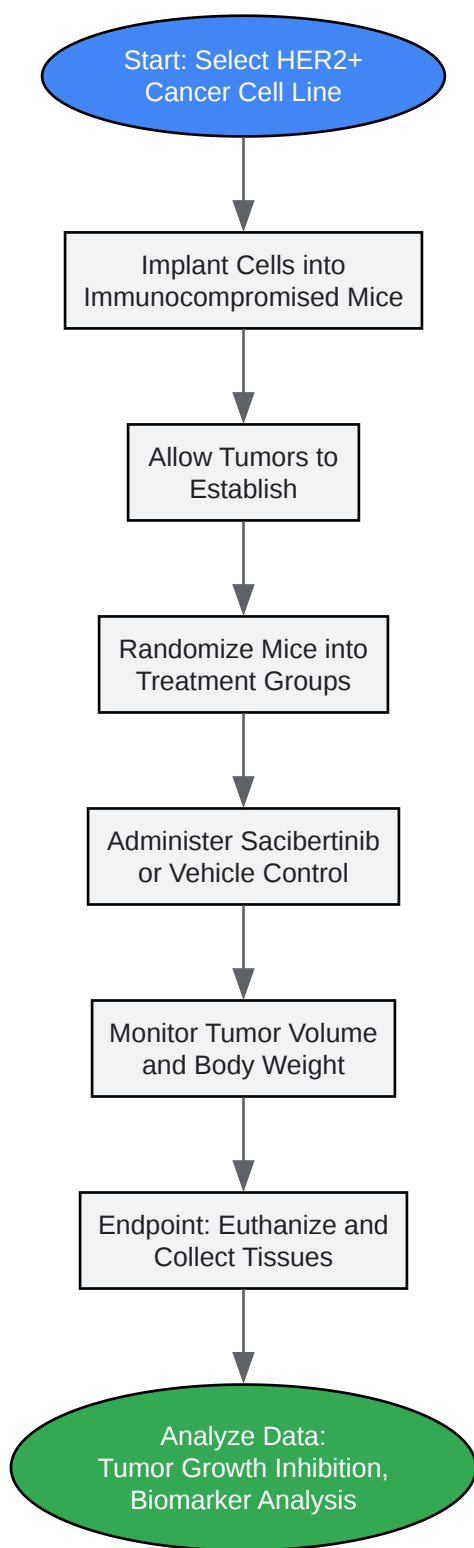 Start: Select HER2+
Cancer Cell Line
Implant Cells into
Immunocompromised Mice
Allow Tumors to
Establish
Randomize Mice into
Treatment Groups
Administer Sacibertinib
or Vehicle Control
Monitor Tumor Volume
and Body Weight
Endpoint: Euthanize and
Collect Tissues
Analyze Data:
Tumor Growth Inhibition,
Biomarker Analysis